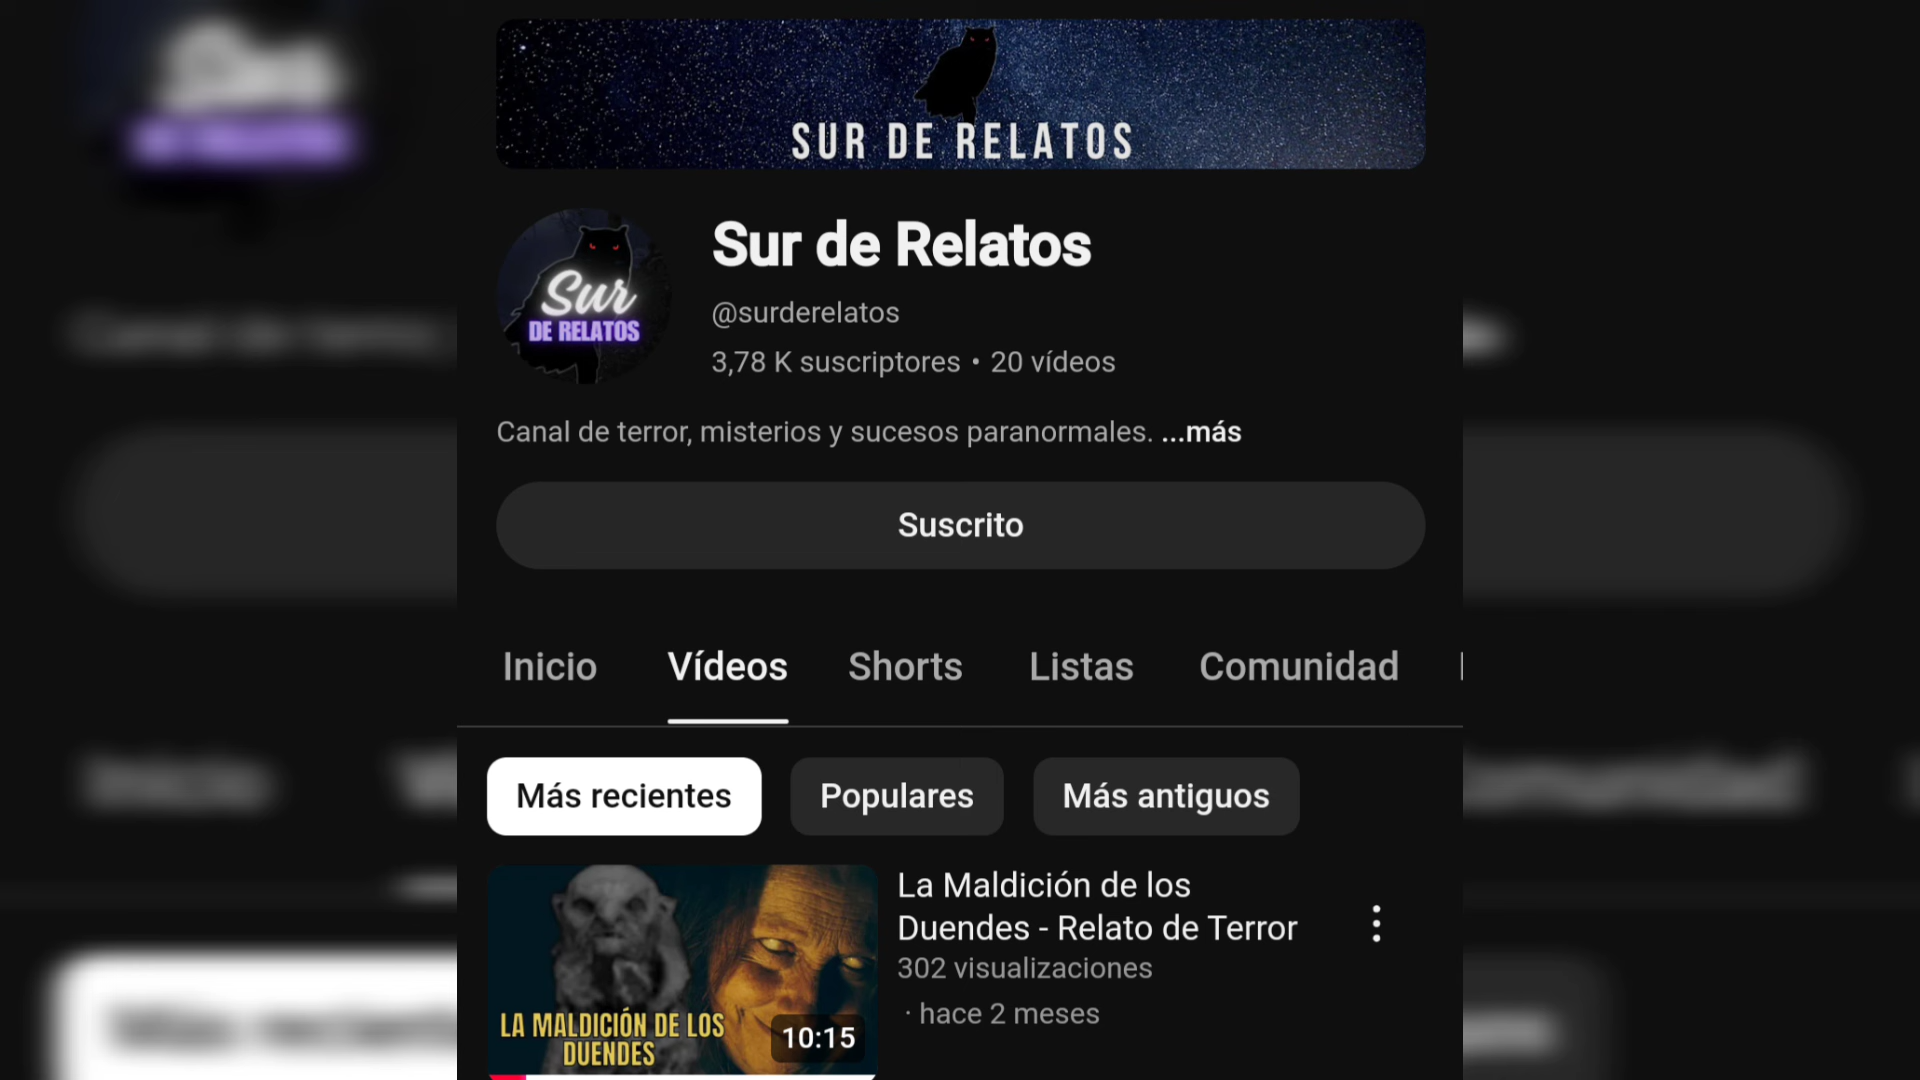 SUR DE RELATOS
Sur
DE RELATOS
Sur de Relatos
@surderelatos
3,78 K suscriptores • 20 vídeos
Canal de terror, misterios y sucesos paranormales. ...más
Suscrito
Inicio Vídeos Shorts Listas Comunidad
Más recientes Populares Más antiguos
LA MALDICIÓN DE LOS
DUENDES
10:15
La Maldición de los
Duendes - Relato de Terror
302 visualizaciones
· hace 2 meses